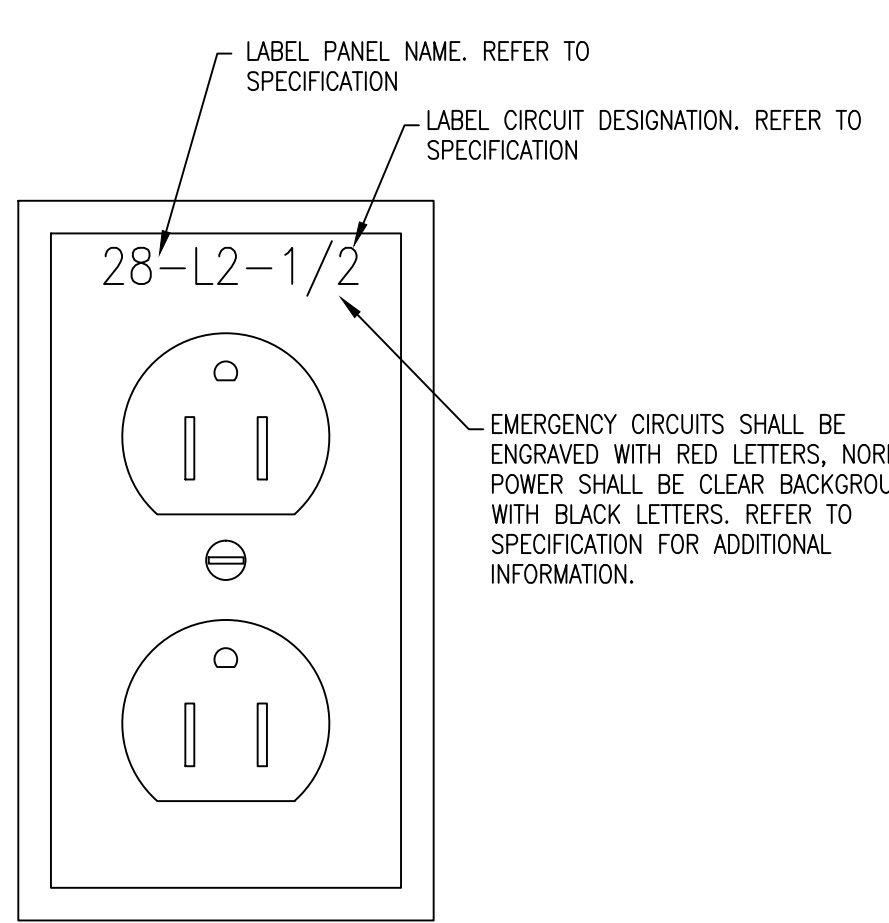 LABEL PANEL NAME. REFER TO
SPECIFICATION
LABEL CIRCUIT DESIGNATION. REFER TO
SPECIFICATION
28-L2-1/2
EMERGENCY CIRCUITS SHALL BE
ENGRAVED WITH RED LETTERS,
POWER SHALL BE CLEAR
WITH BLACK LETTERS. REFER TO
SPECIFICATION FOR ADDITIONAL
INFORMATION.